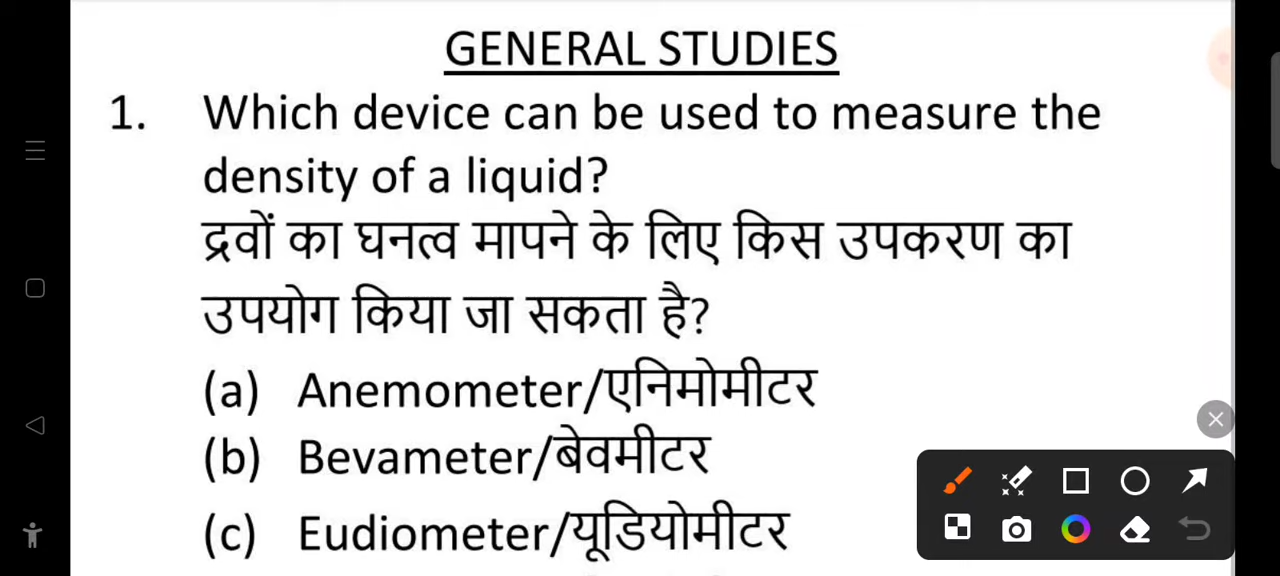 GENERAL STUDIES
1. Which device can be used to measure the
density of a liquid?
द्रवों का घनत्व मापने के लिए किस उपकरण का
उपयोग किया जा सकता है?
(a) Anemometer/एनिमोमीटर
(b) Bevameter/बेवमीटर
(c) Eudiometer/यूडियोमीटर